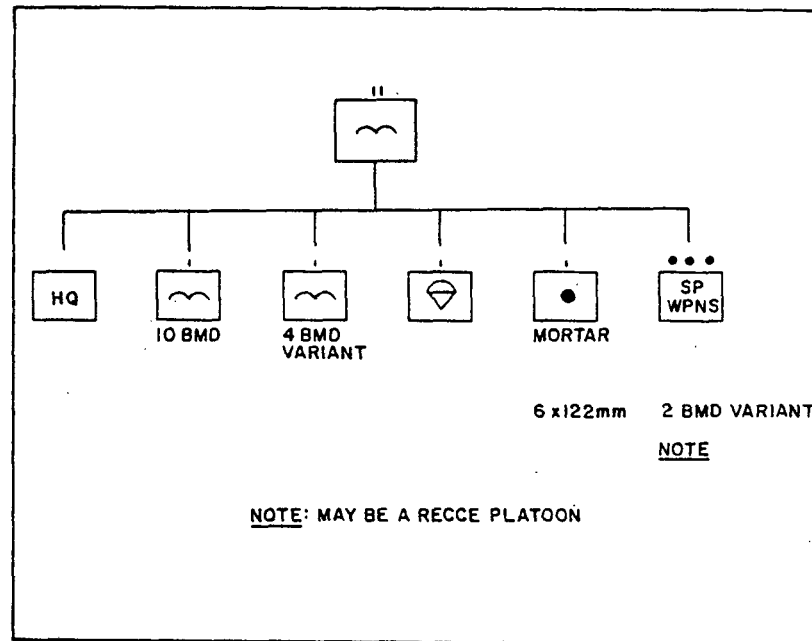 HQ
10 BMD
4 BMD
VARIANT
MORTAR
SP
WPNS
6 x 122mm
2 BMD VARIANT
NOTE
NOTE: MAY BE A RECCE PLATOON